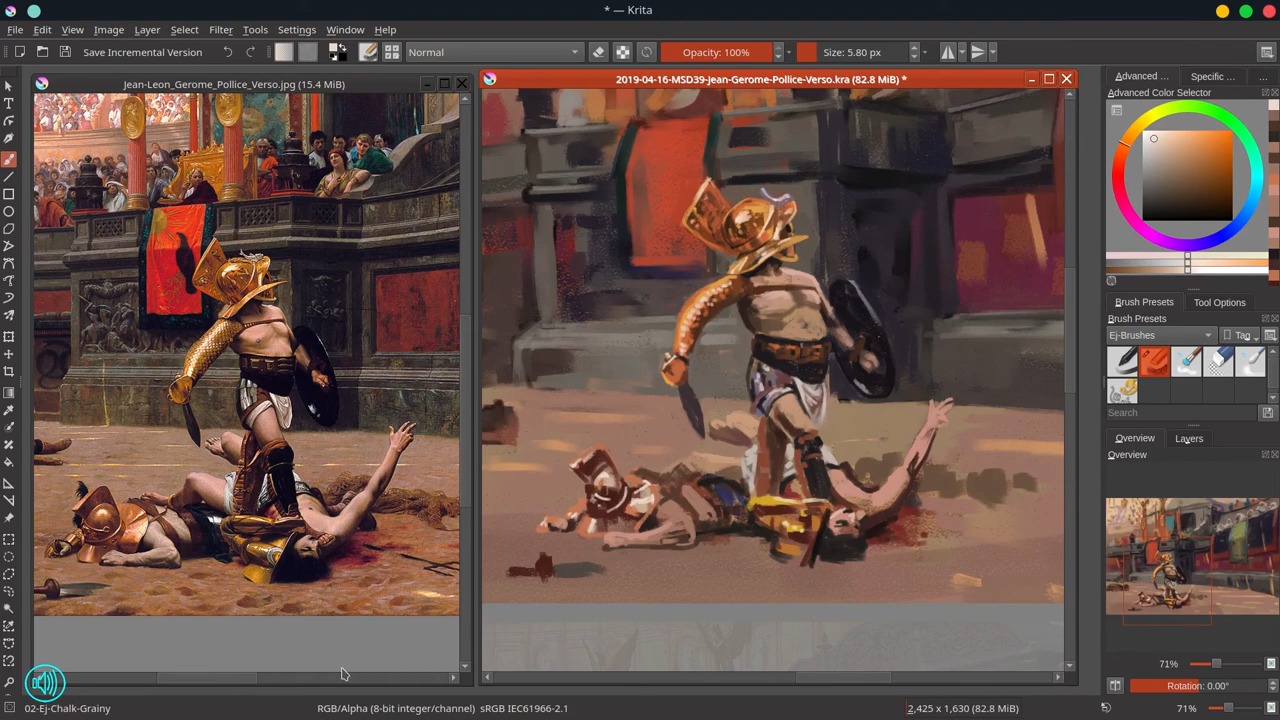 * — Krita
File Edit View Image Layer Select Filter Tools Settings Window Help
Save Incremental Version
Normal
Opacity: 100%
Size: 5.80 px
Jean-Leon_Gerome_Pollice_Verso.jpg (15.4 MiB)
2019-04-16-MSD39-Jean-Gerome-Pollice-Verso.kra (82.8 MiB) *
Advanced ... Specific ... ...
Advanced Color Selector
Brush Presets Tool Options
Brush Presets
Ej-Brushes
Tag
Search
Overview Layers
Overview
71%
Rotation: 0.00°
02-Ej-Chalk-Grainy
RGB/Alpha (8-bit integer/channel) sRGB IEC61966-2.1
2,425 x 1,630 (82.8 MiB)
71%